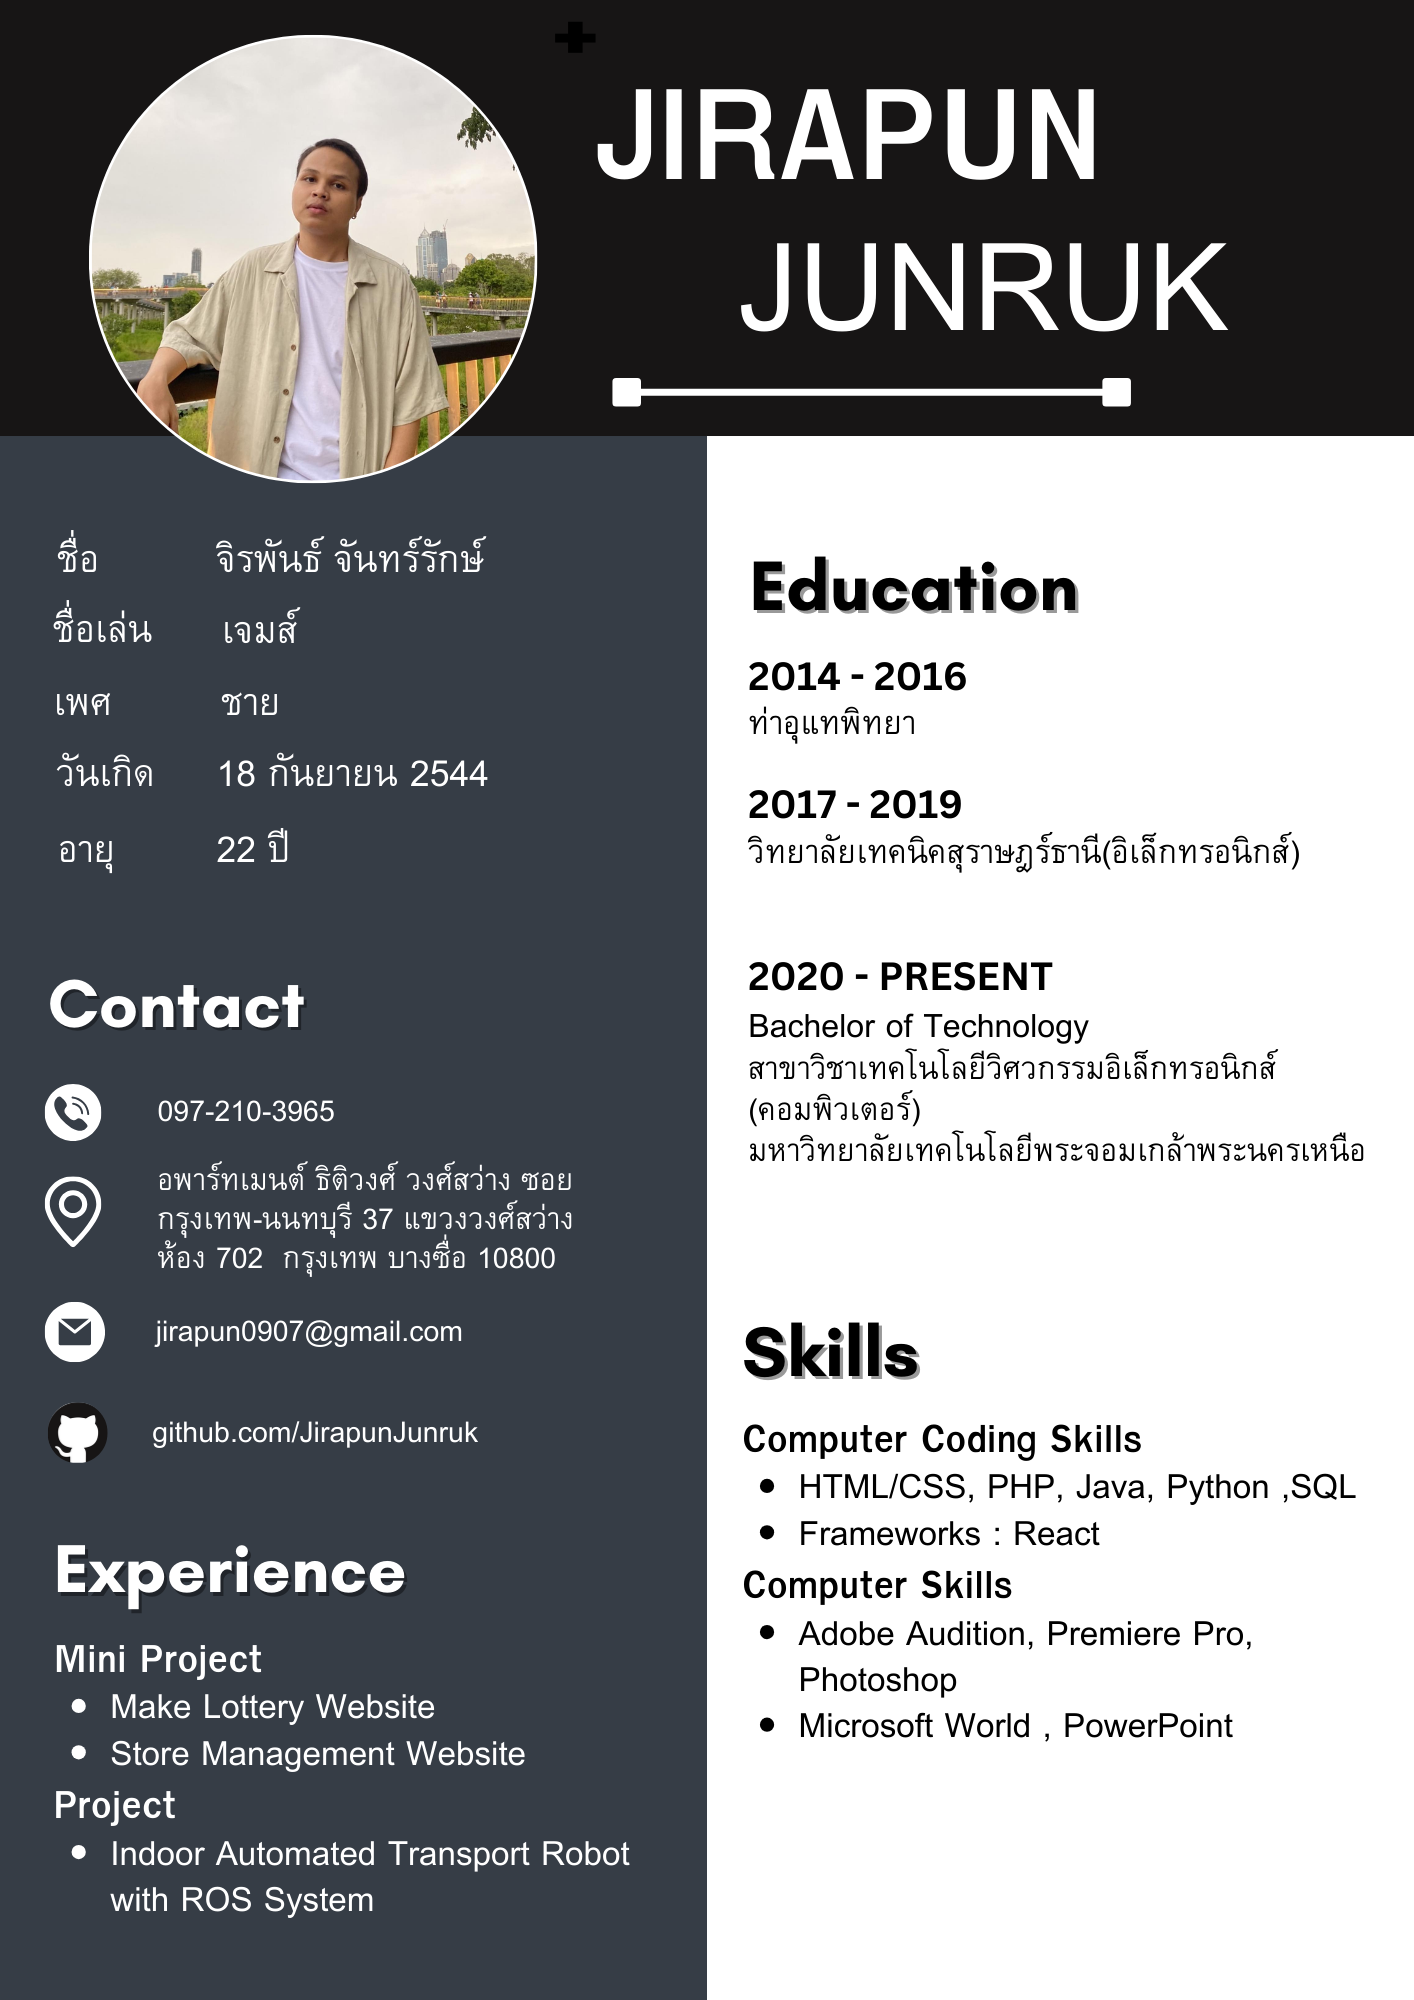 JIRAPUN
JUNRUK
ชื่อ จิรพันธ์ จันทร์รักษ์
ชื่อเล่น เจมส์
เพศ ชาย
วันเกิด 18 กันยายน 2544
อายุ 22 ปี
Contact
097-210-3965
อพาร์ทเมนต์ ธิติวงศ์ วงศ์สว่าง ซอย
กรุงเทพ-นนทบุรี 37 แขวงวงศ์สว่าง
ห้อง 702 กรุงเทพ บางซื่อ 10800
jirapun0907@gmail.com
github.com/JirapunJunruk
Experience
Mini Project
• Make Lottery Website
• Store Management Website
Project
• Indoor Automated Transport Robot
with ROS System
Education
2014 - 2016
ท่าอุแทพิทยา
2017 - 2019
วิทยาลัยเทคนิคสุราษฎร์ธานี(อิเล็กทรอนิกส์)
2020 - PRESENT
Bachelor of Technology
สาขาวิชาเทคโนโลยีวิศวกรรมอิเล็กทรอนิกส์
(คอมพิวเตอร์)
มหาวิทยาลัยเทคโนโลยีพระจอมเกล้าพระนครเหนือ
Skills
Computer Coding Skills
• HTML/CSS, PHP, Java, Python ,SQL
• Frameworks : React
Computer Skills
• Adobe Audition, Premiere Pro,
Photoshop
• Microsoft World , PowerPoint